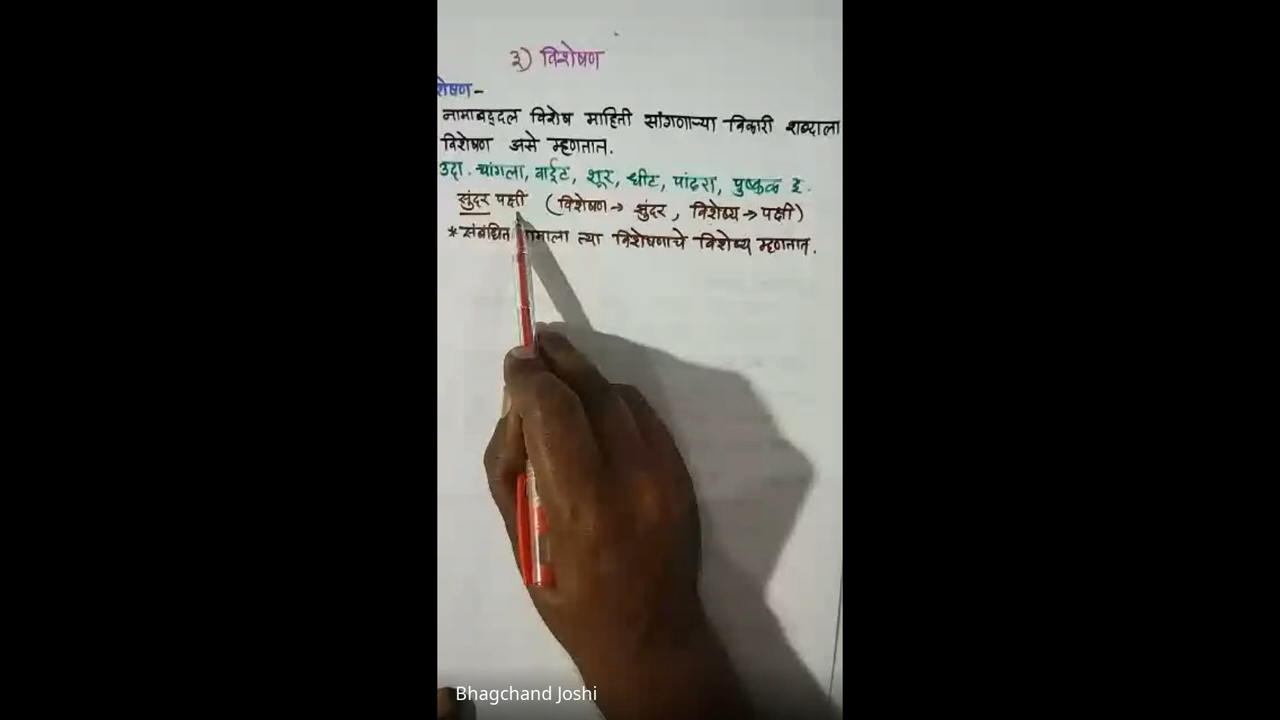 ३) विशेषण
शेषण-
नामाबद्दल विशेष माहिती सांगणाऱ्या विकारी शब्दाला
विशेषण असे म्हणतात.
उदा. चांगला, वाईट, शूर, धीट, पांढरा, पुष्कळ इ.
सुंदर पक्षी (विशेषण→ सुंदर, विशेष्य→पक्षी)
*संबंधित नामाला त्या विशेषणाचे विशेष्य म्हणतात.
Bhagchand Joshi